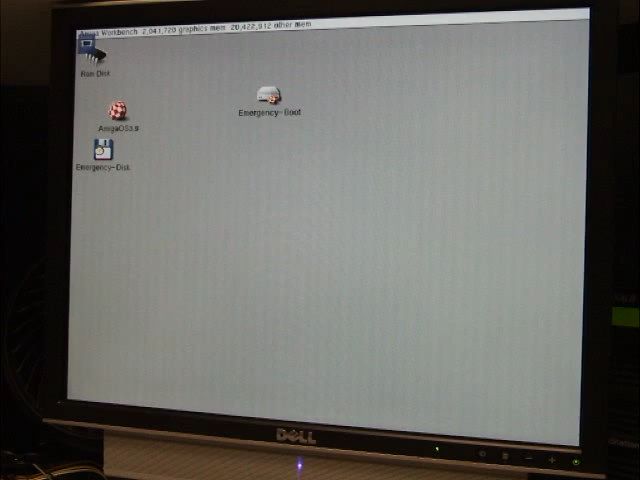 Amiga Workbench 2,041,720 graphics mem 20,422,912 other mem
Ram Disk
Emergency-Boot
AmigaOS3.9
Emergency-Disk
DELL